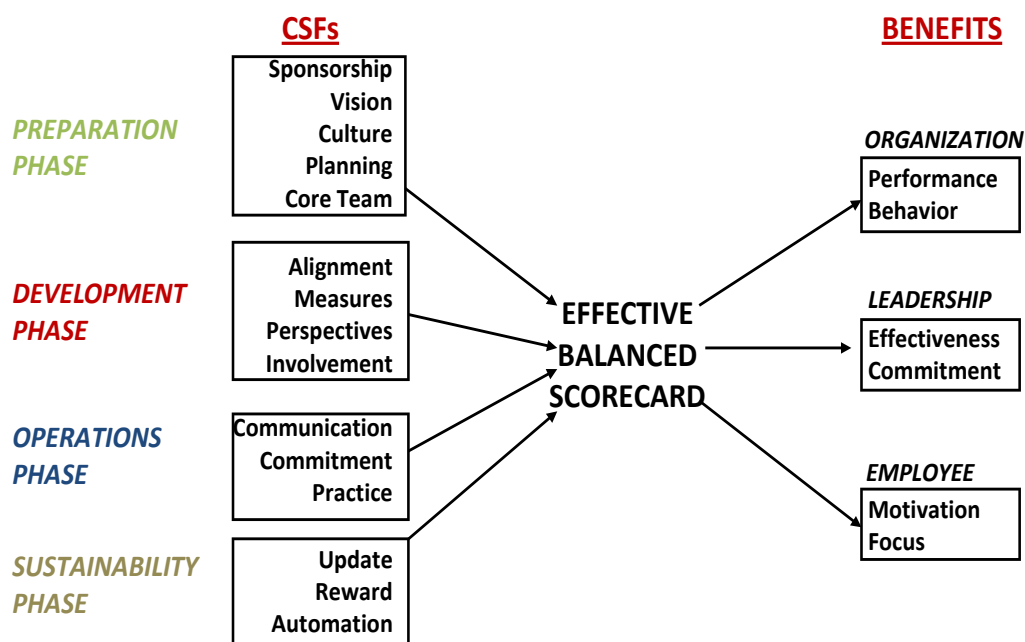 CSFs
BENEFITS
PREPARATION
PHASE
Sponsorship
Vision
Culture
Planning
Core Team
DEVELOPMENT
PHASE
Alignment
Measures
Perspectives
Involvement
OPERATIONS
PHASE
Communication
Commitment
Practice
SUSTAINABILITY
PHASE
Update
Reward
Automation
EFFECTIVE
BALANCED
SCORECARD
ORGANIZATION
Performance
Behavior
LEADERSHIP
Effectiveness
Commitment
EMPLOYEE
Motivation
Focus